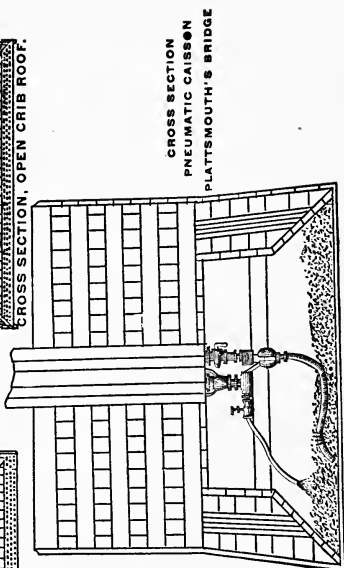 CROSS SECTION, OPEN CRIB ROOF.
CROSS SECTION
PNEUMATIC CAISSON
PLATTSMOUTH'S BRIDGE